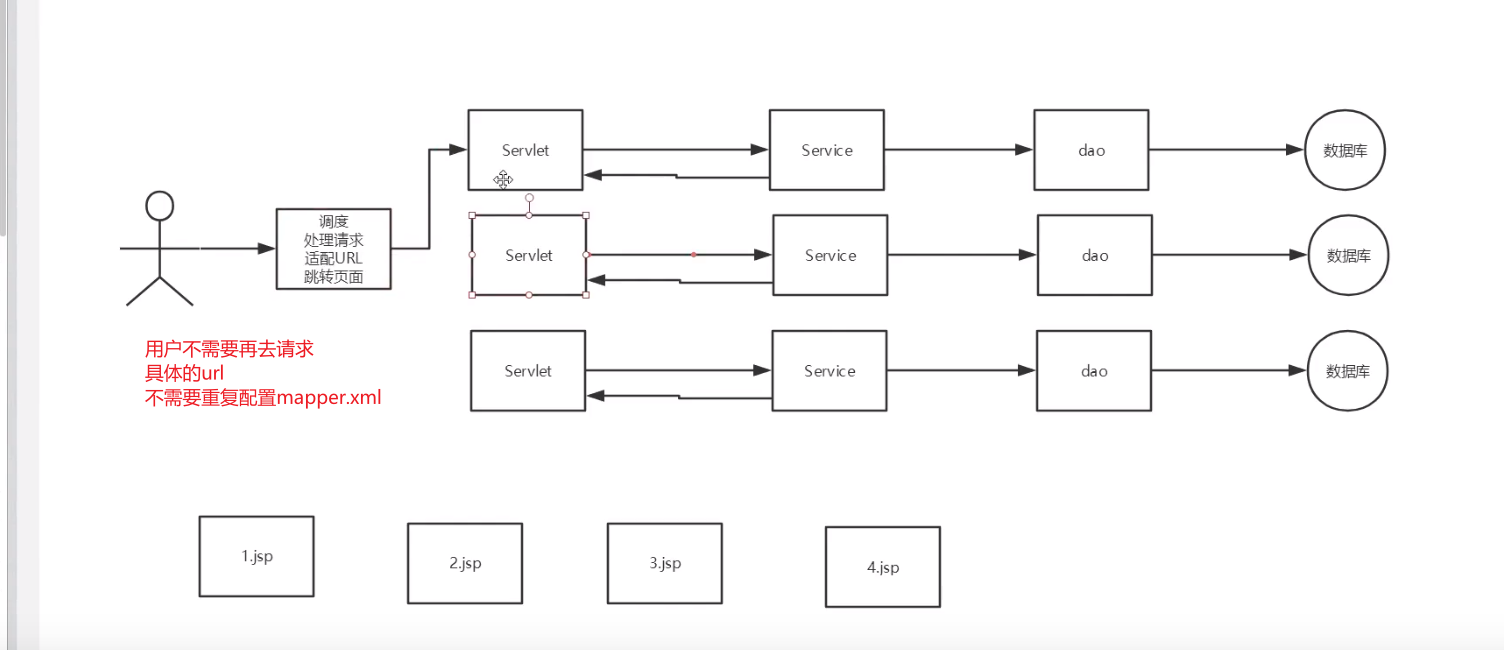 Servlet
Service
dao
数据库
调度
处理请求
适配URL
跳转页面
Servlet
Service
dao
数据库
用户不需要再去请求
具体的url
不需要重复配置mapper.xml
Servlet
Service
dao
数据库
1.jsp
2.jsp
3.jsp
4.jsp